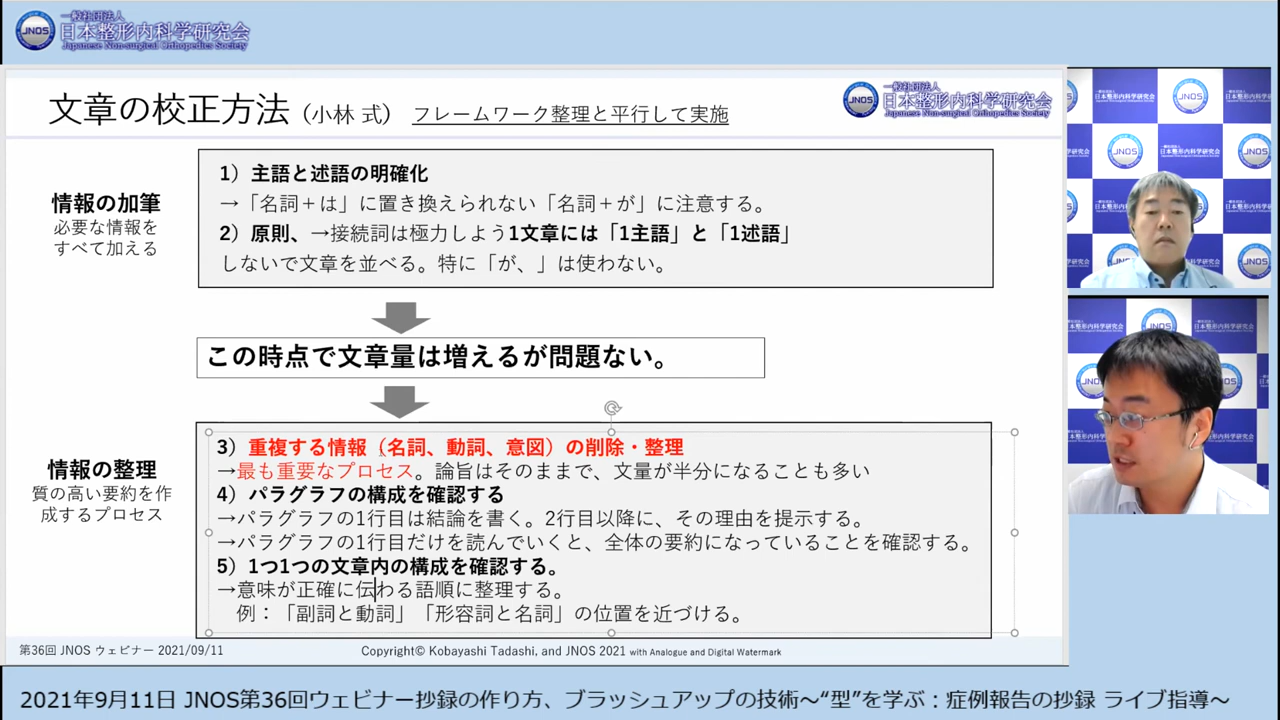 一般社団法人
JNOS 日本整形内科学研究会
Japanese Non-surgical Orthopedics Society
文章の校正方法（小林 式） フレームワーク整理と平行して実施
一般社団法人
JNOS 日本整形内科学研究会
Japanese Non-surgical Orthopedics Society
情報の加筆
必要な情報を
すべて加える
1）主語と述語の明確化
→「名詞＋は」に置き換えられない「名詞＋が」に注意する。
2）原則、→接続詞は極力しよう1文章には「1主語」と「1述語」
しないで文章を並べる。特に「が、」は使わない。
この時点で文章量は増えるが問題ない。
情報の整理
質の高い要約を作
成するプロセス
3）重複する情報（名詞、動詞、意図）の削除・整理
→最も重要なプロセス。論旨はそのままで、文量が半分になることも多い
4）パラグラフの構成を確認する
→パラグラフの1行目は結論を書く。2行目以降に、その理由を提示する。
→パラグラフの1行目だけを読んでいくと、全体の要約になっていることを確認する。
5）1つ1つの文章内の構成を確認する。
→意味が正確に伝わる語順に整理する。
例：「副詞と動詞」「形容詞と名詞」の位置を近づける。
第36回 JNOS ウェビナー 2021/09/11
Copyright© Kobayashi Tadashi, and JNOS 2021 with Analogue and Digital Watermark
2021年9月11日 JNOS第36回ウェビナー抄録の作り方、ブラッシュアップの技術～“型”を学ぶ：症例報告の抄録 ライブ指導～